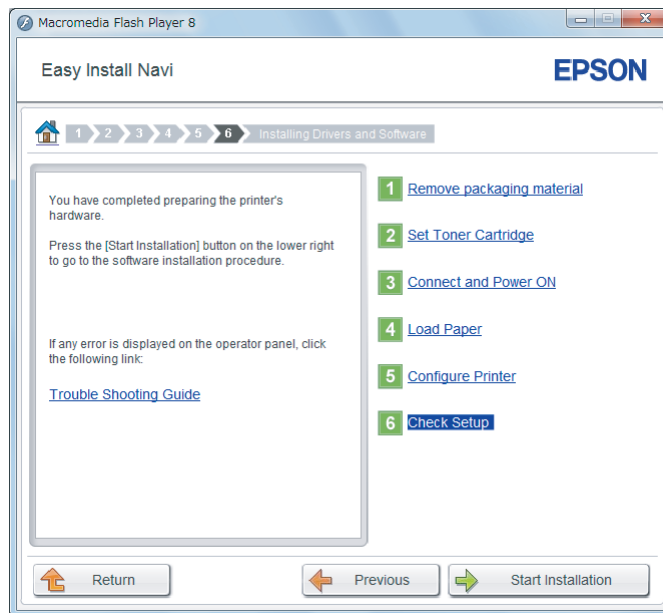 Macromedia Flash Player 8
Easy Install Navi
EPSON
1 2 3 4 5 6 Installing Drivers and Software
You have completed preparing the printer's
hardware.
Press the [Start Installation] button on the lower right
to go to the software installation procedure.
If any error is displayed on the operator panel, click
the following link:
Trouble Shooting Guide
1 Remove packaging material
2 Set Toner Cartridge
3 Connect and Power ON
4 Load Paper
5 Configure Printer
6 Check Setup
Return
Previous
Start Installation